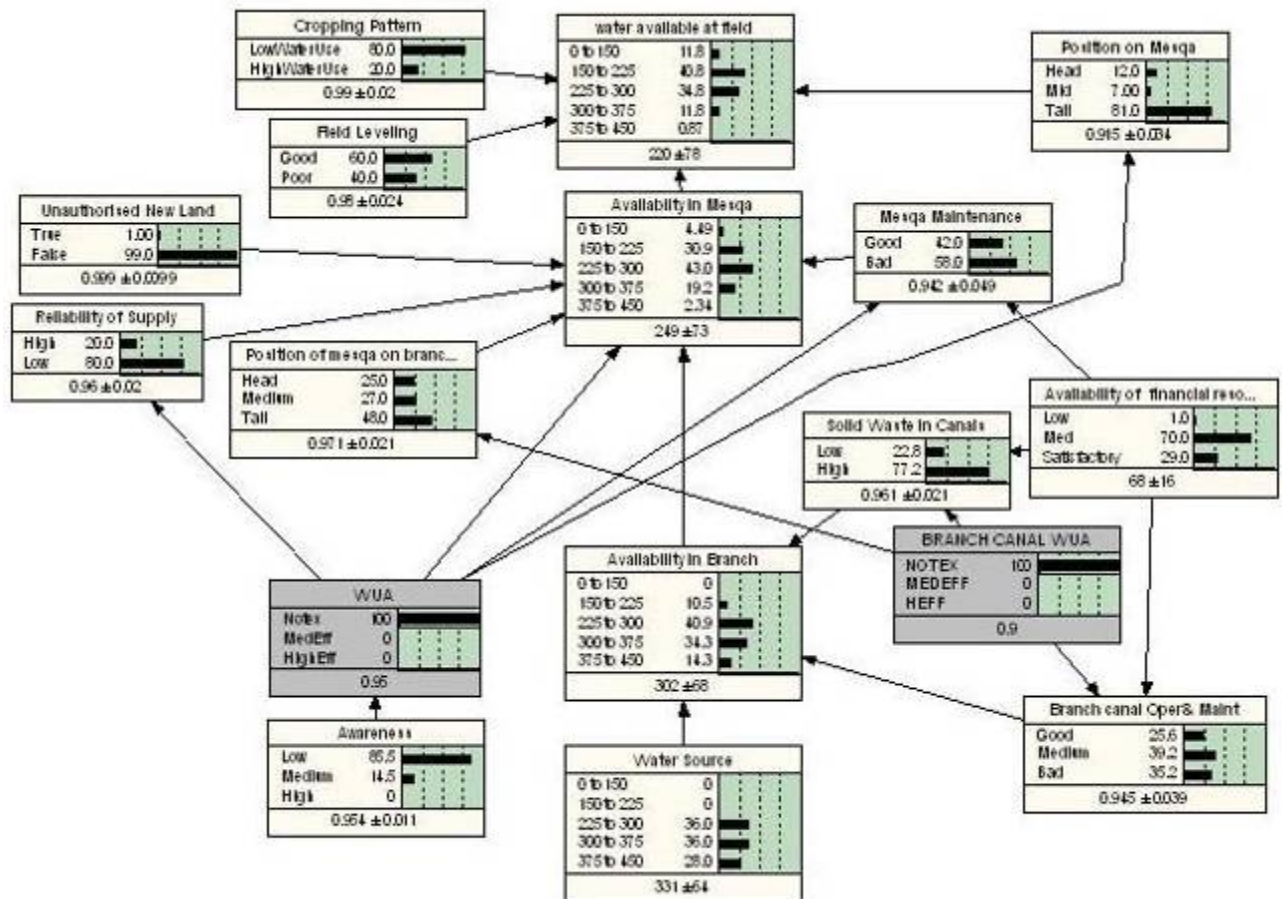 Cropping Pattern
LowWaterUse 80.0
HighWaterUse 20.0
0.99 ± 0.02
water available at field
0 to 150 11.8
150 to 225 40.8
225 to 300 34.8
300 to 375 11.8
375 to 450 0.87
220 ± 78
Position on Mesqa
Head 12.0
Mid 7.00
Tail 81.0
0.915 ± 0.034
Field Leveling
Good 60.0
Poor 40.0
0.98 ± 0.024
Unauthorised New Land
True 1.00
False 99.0
0.999 ± 0.0099
Availability in Mesqa
0 to 150 4.49
150 to 225 30.9
225 to 300 43.0
300 to 375 19.2
375 to 450 2.34
249 ± 73
Mesqa Maintenance
Good 42.0
Bad 58.0
0.942 ± 0.049
Reliability of Supply
High 20.0
Low 80.0
0.96 ± 0.02
Position of mesqa on branc...
Head 25.0
Medium 27.0
Tail 48.0
0.971 ± 0.021
Availability of financial reso...
Low 1.0
Med 70.0
Satisfactory 29.0
68 ± 16
Solid Waste in Canals
Low 22.8
High 77.2
0.961 ± 0.021
BRANCH CANAL WUA
NOTEX 100
MEDEFF 0
HEFF 0
0.9
Availability in Branch
0 to 150 0
150 to 225 10.5
225 to 300 40.9
300 to 375 34.3
375 to 450 14.3
302 ± 68
WUA
Notex 100
MedEff 0
HighEff 0
0.95
Awareness
Low 85.5
Medium 14.5
High 0
0.954 ± 0.011
Water Source
0 to 150 0
150 to 225 0
225 to 300 36.0
300 to 375 36.0
375 to 450 28.0
331 ± 64
Branch canal Oper& Maint
Good 25.6
Medium 39.2
Bad 35.2
0.945 ± 0.039